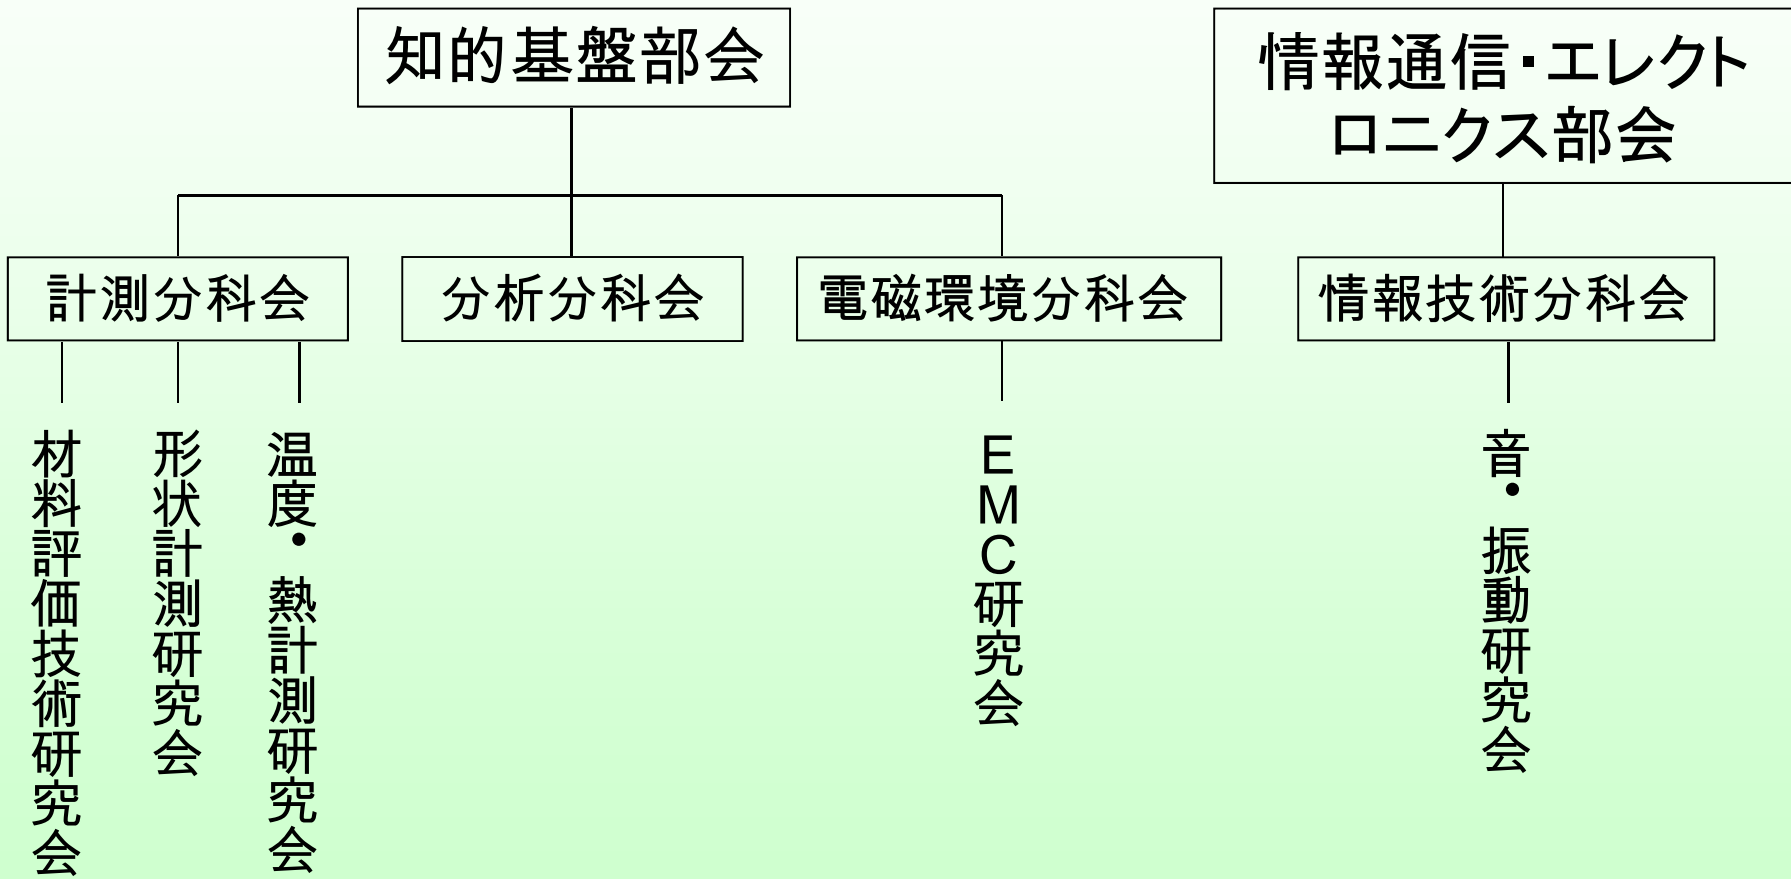 知的基盤部会
情報通信・エレクト
ロニクス部会
計測分科会
分析分科会
電磁環境分科会
情報技術分科会
材料評価技術研究会
形状計測研究会
温度・熱計測研究会
EMC研究会
音・振動研究会